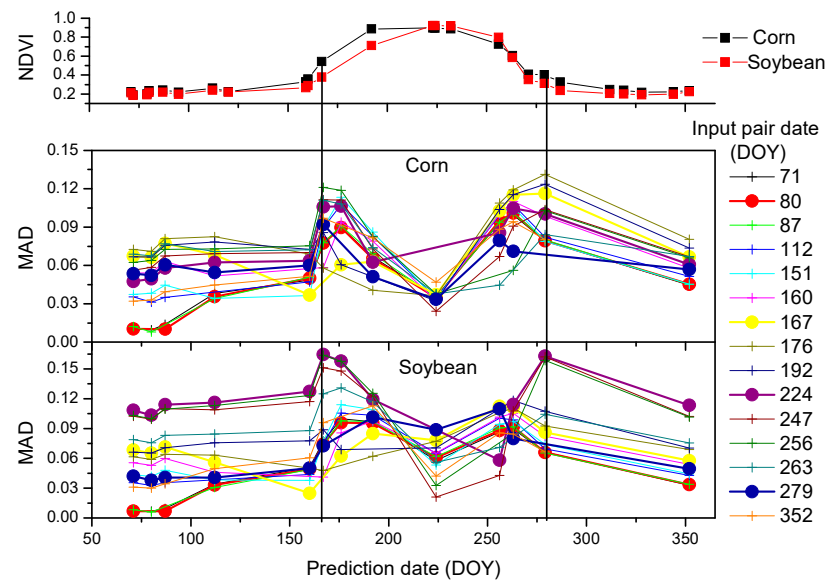 1.0
0.8
0.6
0.4
0.2
NDVI
Corn
Soybean
Input pair date
(DOY)
0.15
0.12
0.09
0.06
0.03
0.00
MAD
Corn
0.15
0.12
0.09
0.06
0.03
0.00
MAD
Soybean
71
80
87
112
151
160
167
176
192
224
247
256
263
279
352
50 100 150 200 250 300 350
Prediction date (DOY)